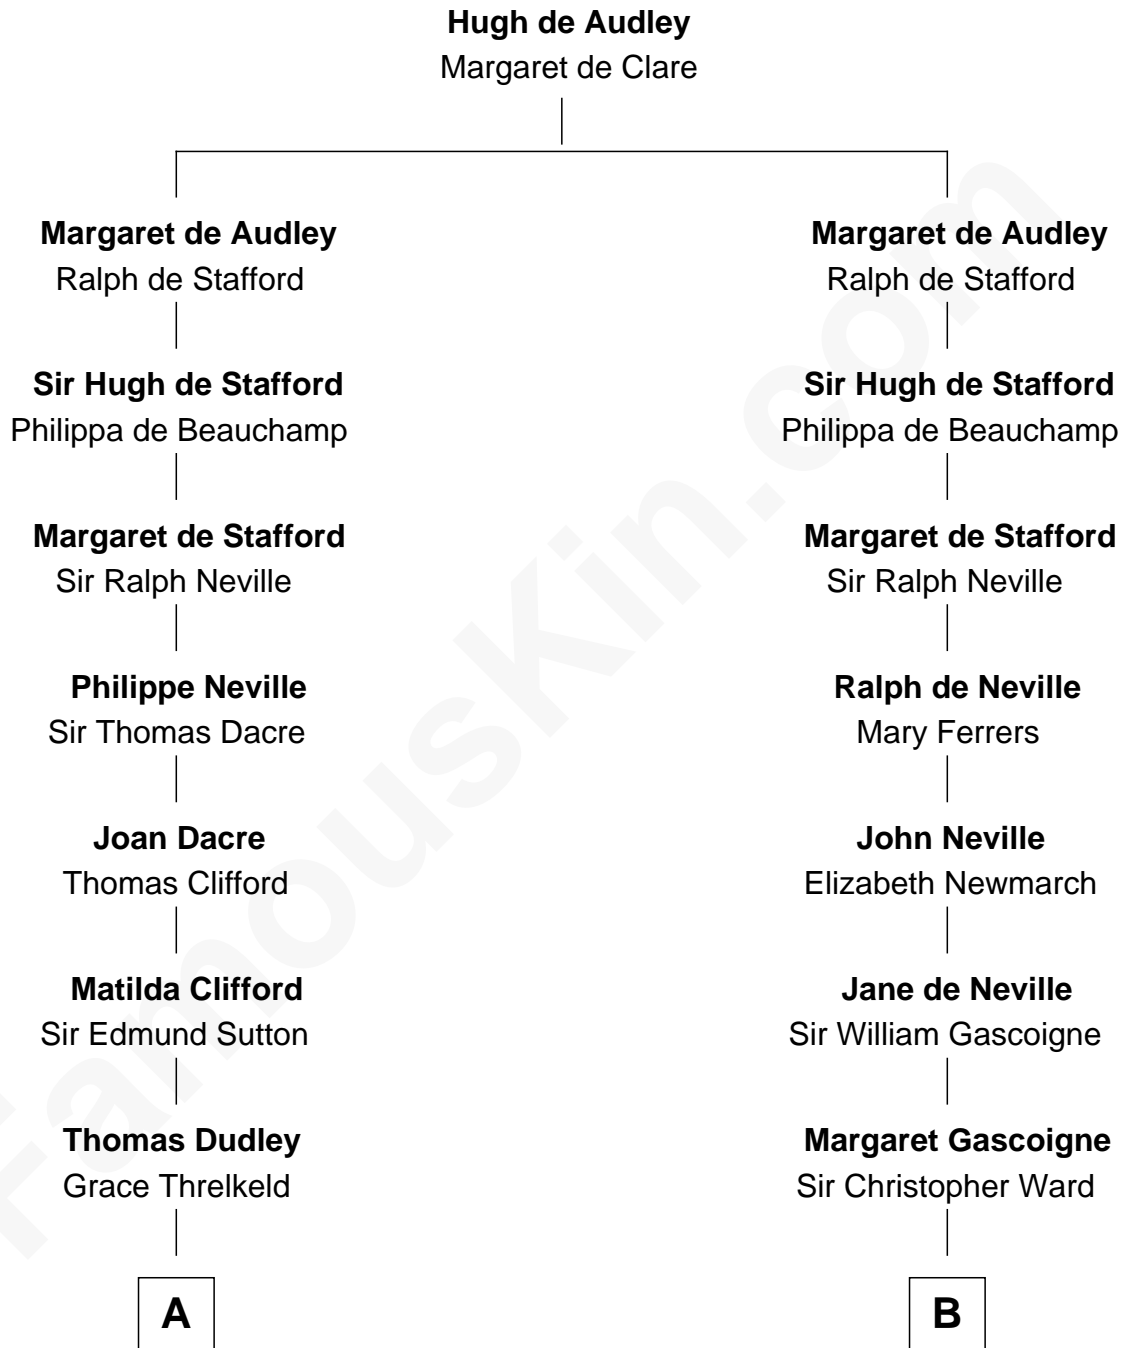 Hugh de Audley
Margaret de Clare
Margaret de Audley
Ralph de Stafford
Sir Hugh de Stafford
Philippa de Beauchamp
Margaret de Stafford
Sir Ralph Neville
Philippe Neville
Sir Thomas Dacre
Joan Dacre
Thomas Clifford
Matilda Clifford
Sir Edmund Sutton
Thomas Dudley
Grace Threlkeld
A
Margaret de Audley
Ralph de Stafford
Sir Hugh de Stafford
Philippa de Beauchamp
Margaret de Stafford
Sir Ralph Neville
Ralph de Neville
Mary Ferrers
John Neville
Elizabeth Newmarch
Jane de Neville
Sir William Gascoigne
Margaret Gascoigne
Sir Christopher Ward
B
FamousKin.com